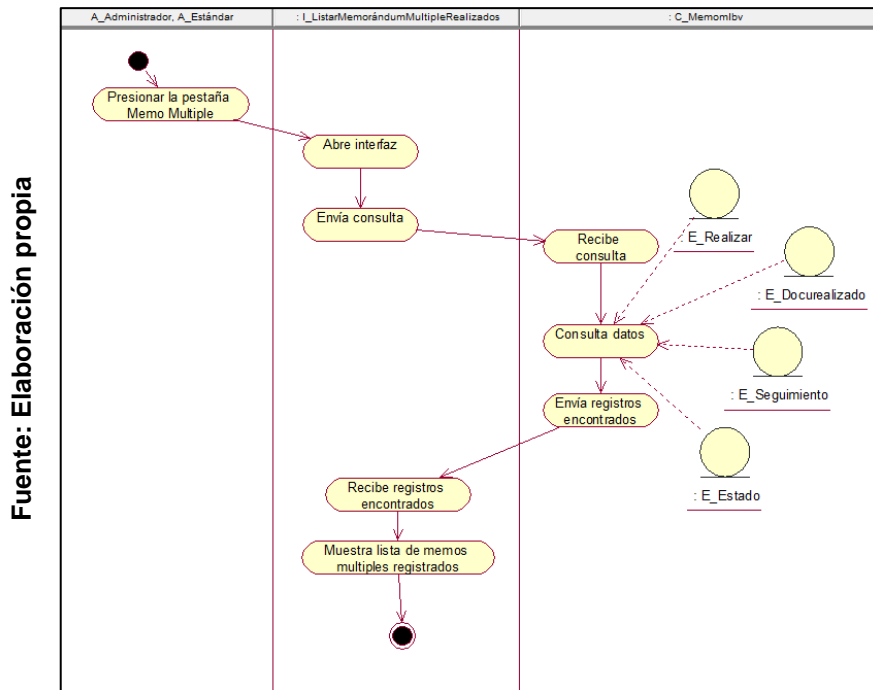 A_Administrador, A_Estándar
: I_ListarMemorándumMultipleRealizados
: C_Memomlbv
Presionar la pestaña
Memo Multiple
Abre interfaz
Envía consulta
Recibe
consulta
: E_Realizar
: E_Docurealizado
Consulta datos
: E_Seguimiento
Envía registros
encontrados
: E_Estado
Recibe registros
encontrados
Muestra lista de memos
multiples registrados
Fuente: Elaboración propia